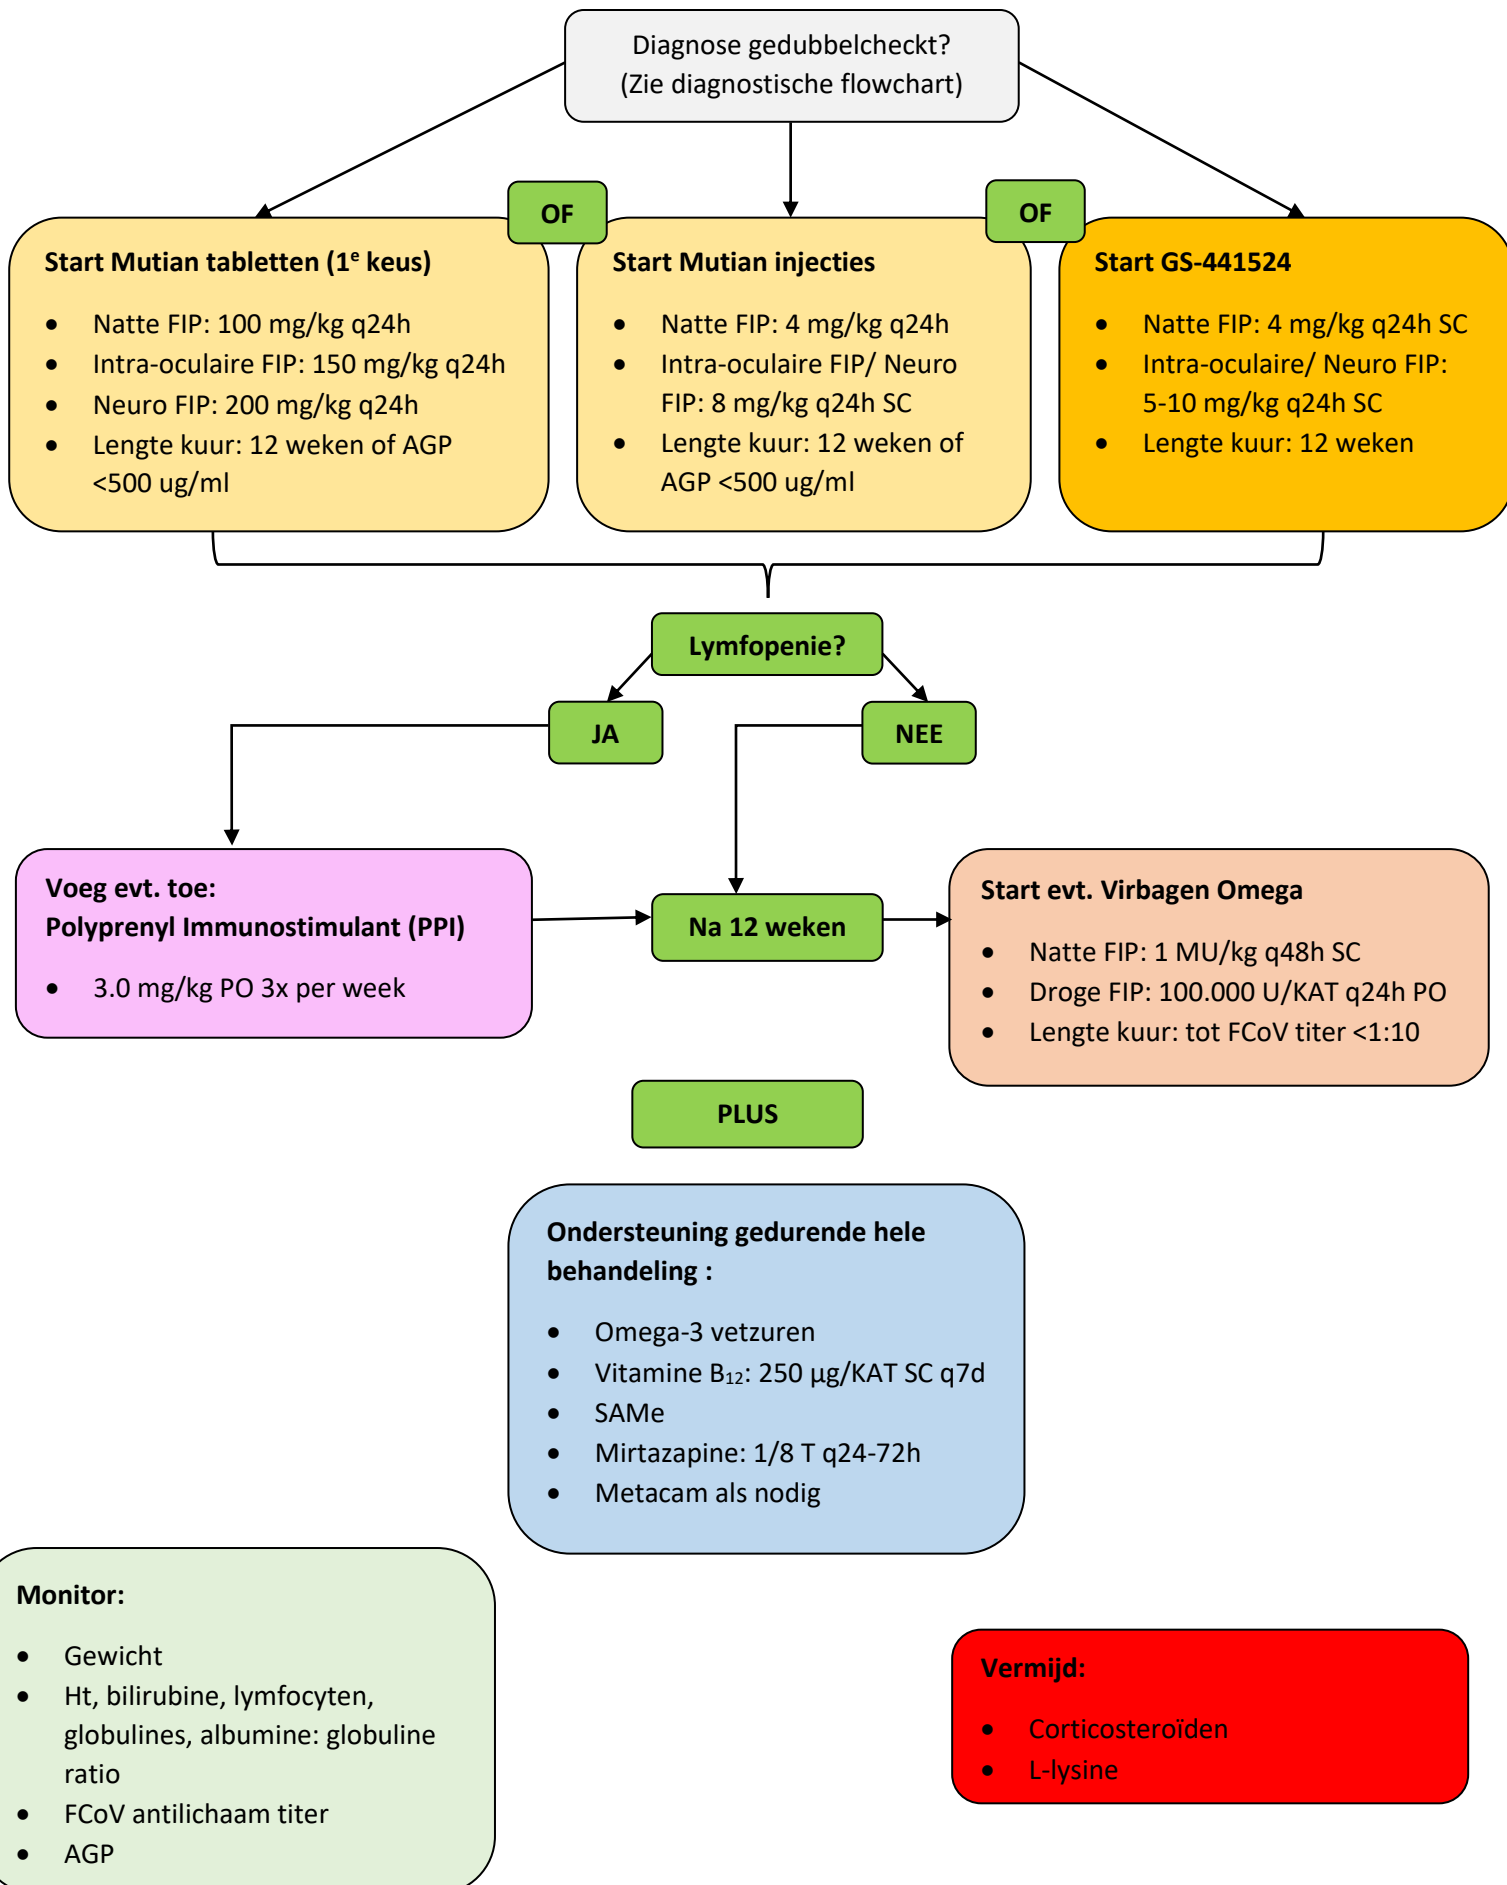 Diagnose gedubbelcheckt?
(Zie diagnostische flowchart)
OF
OF
Start Mutian tabletten (1e keus)
• Natte FIP: 100 mg/kg q24h
• Intra-oculaire FIP: 150 mg/kg q24h
• Neuro FIP: 200 mg/kg q24h
• Lengte kuur: 12 weken of AGP
<500 ug/ml
Start Mutian injecties
• Natte FIP: 4 mg/kg q24h
• Intra-oculaire FIP/ Neuro
FIP: 8 mg/kg q24h SC
• Lengte kuur: 12 weken of
AGP <500 ug/ml
Start GS-441524
• Natte FIP: 4 mg/kg q24h SC
• Intra-oculaire/ Neuro FIP:
5-10 mg/kg q24h SC
• Lengte kuur: 12 weken
Lymfopenie?
JA
NEE
Voeg evt. toe:
Polyprenyl Immunostimulant (PPI)
• 3.0 mg/kg PO 3x per week
Na 12 weken
Start evt. Virbagen Omega
• Natte FIP: 1 MU/kg q48h SC
• Droge FIP: 100.000 U/KAT q24h PO
• Lengte kuur: tot FCoV titer <1:10
PLUS
Ondersteuning gedurende hele
behandeling :
• Omega-3 vetzuren
• Vitamine B12: 250 µg/KAT SC q7d
• SAMe
• Mirtazapine: 1/8 T q24-72h
• Metacam als nodig
Monitor:
• Gewicht
• Ht, bilirubine, lymfocyten,
globulines, albumine: globuline
ratio
• FCoV antilichaam titer
• AGP
Vermijd:
• Corticosteroïden
• L-lysine